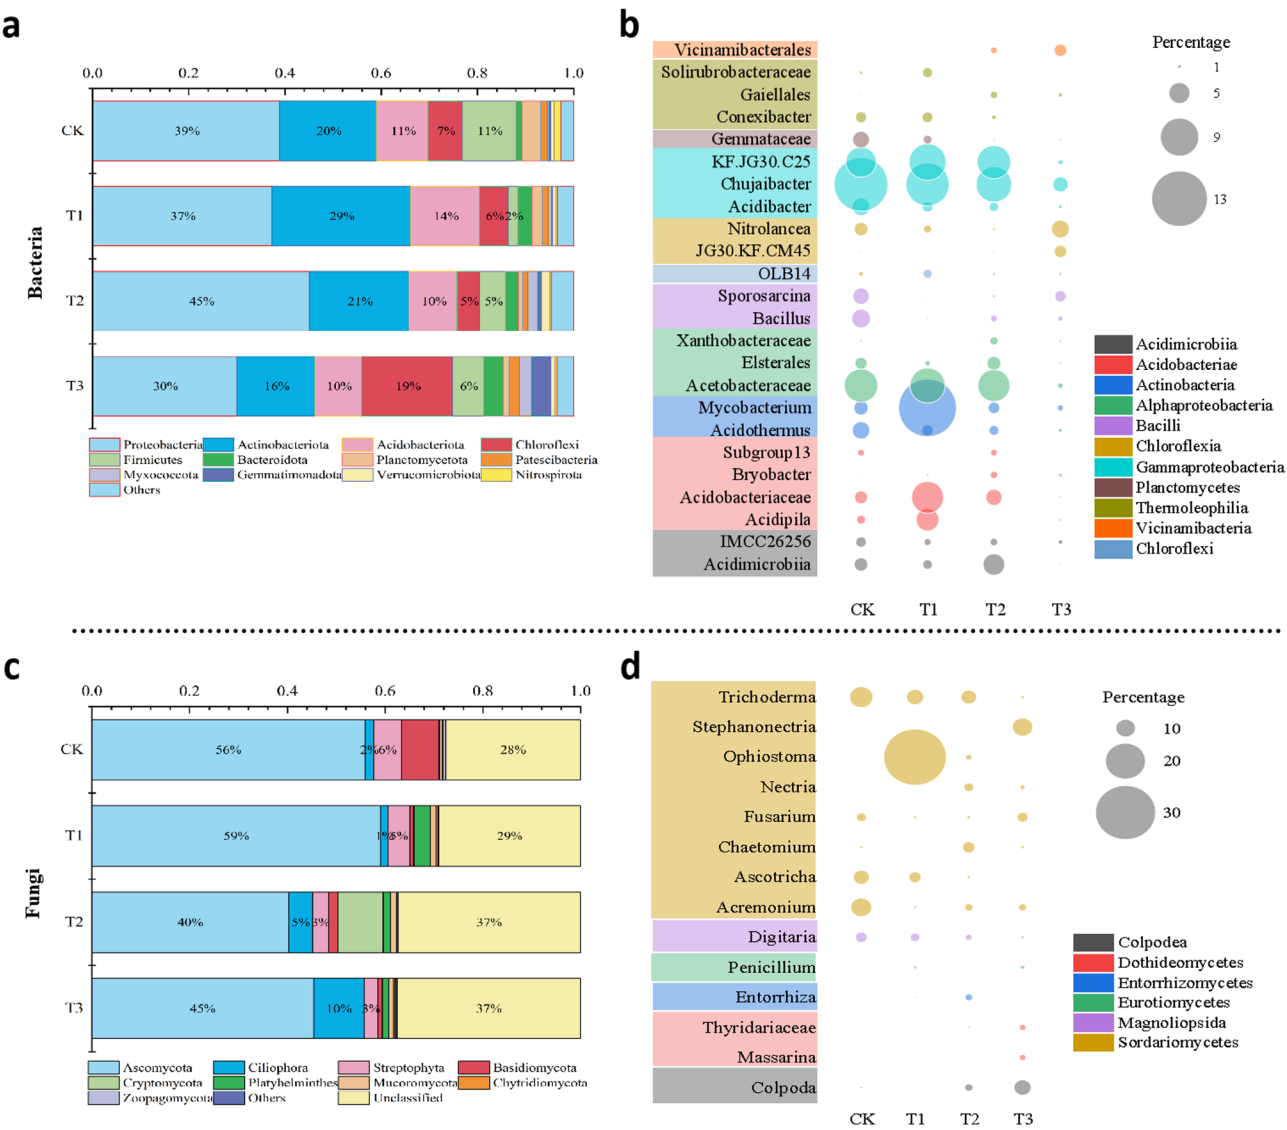 a
0.0 0.2 0.4 0.6 0.8 1.0
Bacteria
CK 39% 20% 11% 7% 11%
T1 37% 29% 14% 6% 2%
T2 45% 21% 10% 5% 5%
T3 30% 16% 10% 19% 6%
Proteobacteria Actinobacteriota Acidobacteriota Chloroflexi
Firmicutes Bacteroidota Planctomycetota Patescibacteria
Myxococcota Gemmatimonadota Verrucomicrobiota Nitrospirota
Others
b
Vicinamibacterales
Solirubrobacteraceae
Gaiellales
Conexibacter
Gemmataceae
KF.JG30.C25
Chujaibacter
Acidibacter
Nitrolancea
JG30.KF.CM45
OLB14
Sporosarcina
Bacillus
Xanthobacteraceae
Elsterales
Acetobacteraceae
Mycobacterium
Acidothermus
Subgroup13
Bryobacter
Acidobacteriaceae
Acidipila
IMCC26256
Acidimicrobiia
CK T1 T2 T3
Percentage
1
5
9
13
Acidimicrobiia
Acidobacteriae
Actinobacteria
Alphaproteobacteria
Bacilli
Chloroflexia
Gammaproteobacteria
Planctomycetes
Thermoleophilia
Vicinamibacteria
Chloroflexi
c
0.0 0.2 0.4 0.6 0.8 1.0
Fungi
CK 56% 2% 6% 28%
T1 59% 1% 5% 29%
T2 40% 5% 3% 37%
T3 45% 10% 3% 37%
Ascomycota Ciliophora Streptophyta Basidiomycota
Cryptomycota Platyhelminthes Mucoromycota Chytridiomycota
Zoopagomycota Others Unclassified
d
Trichoderma
Stephanonectria
Ophiostoma
Nectria
Fusarium
Chaetomium
Ascotricha
Acremonium
Digitaria
Penicillium
Entorrhiza
Thyridariaceae
Massarina
Colpoda
CK T1 T2 T3
Percentage
10
20
30
Colpodea
Dothideomycetes
Entorrhizomycetes
Eurotiomycetes
Magnoliopsida
Sordariomycetes